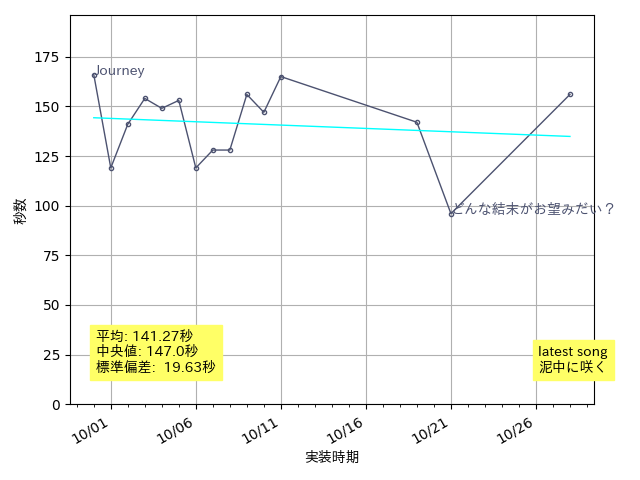 175
150
125
100
75
50
25
0
秒数
Journey
どんな結末がお望みだい？
平均: 141.27秒
中央値: 147.0秒
標準偏差: 19.63秒
latest song
泥中に咲く
10/01
10/06
10/11
10/16
10/21
10/26
実装時期